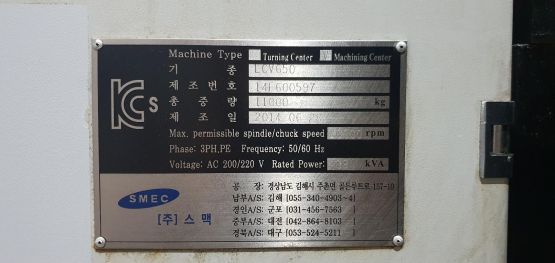 Machine Type Turning Center Machining Center
기 종 LCV650
제 조 번 호 14F600597
총 중 량 11000 kg
제 조 일 2014.06
Max. permissible spindle/chuck speed rpm
Phase: 3PH,PE Frequency: 50/60 Hz
Voltage: AC 200/220 V Rated Power: kVA
KC s
SMEC
[주] 스 맥
공 장: 경상남도 김해시 주촌면 골든루트로 157-10
남부A/S: 김해 [055-340-4903~4]
경인A/S: 군포 [031-456-7563]
중부A/S: 대전 [042-864-8103]
경북A/S: 대구 [053-524-5211]